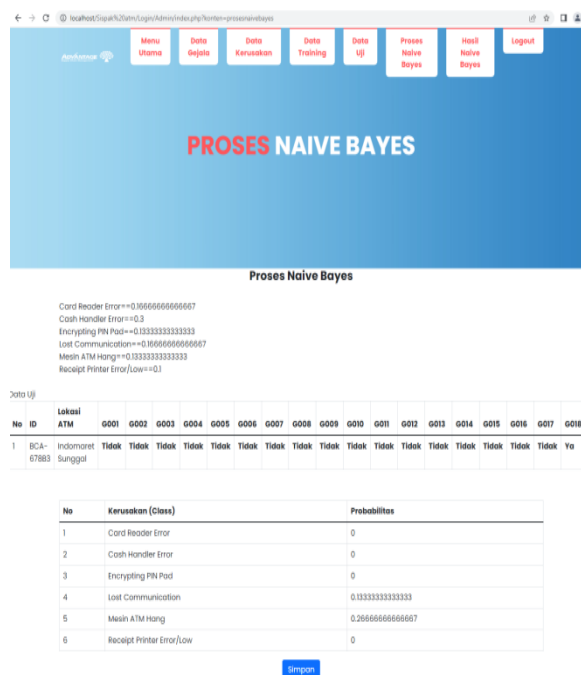 localhost/Sispak%20atm/Login/Admin/index.php?konten=prosesnaivebayes
Menu Utama
Data Gejala
Data Kerusakan
Data Training
Data Uji
Proses Naive Bayes
Hasil Naive Bayes
Logout
PROSES NAIVE BAYES
Proses Naive Bayes
Card Reader Error==0.16666666666667
Cash Handler Error==0.3
Encrypting PIN Pad==0.13333333333333
Lost Communication==0.16666666666667
Mesin ATM Hang==0.13333333333333
Receipt Printer Error/Low==0.1
Data Uji
No ID Lokasi ATM G001 G002 G003 G004 G005 G006 G007 G008 G009 G010 G011 G012 G013 G014 G015 G016 G017 G018
1 BCA-67BB3 Indomaret Sunggal Tidak Tidak Tidak Tidak Tidak Tidak Tidak Tidak Tidak Tidak Tidak Tidak Tidak Tidak Tidak Tidak Tidak Ya
No Kerusakan (Class) Probabilitas
1 Card Reader Error 0
2 Cash Handler Error 0
3 Encrypting PIN Pad 0
4 Lost Communication 0.13333333333333
5 Mesin ATM Hang 0.26666666666667
6 Receipt Printer Error/Low 0
Simpan